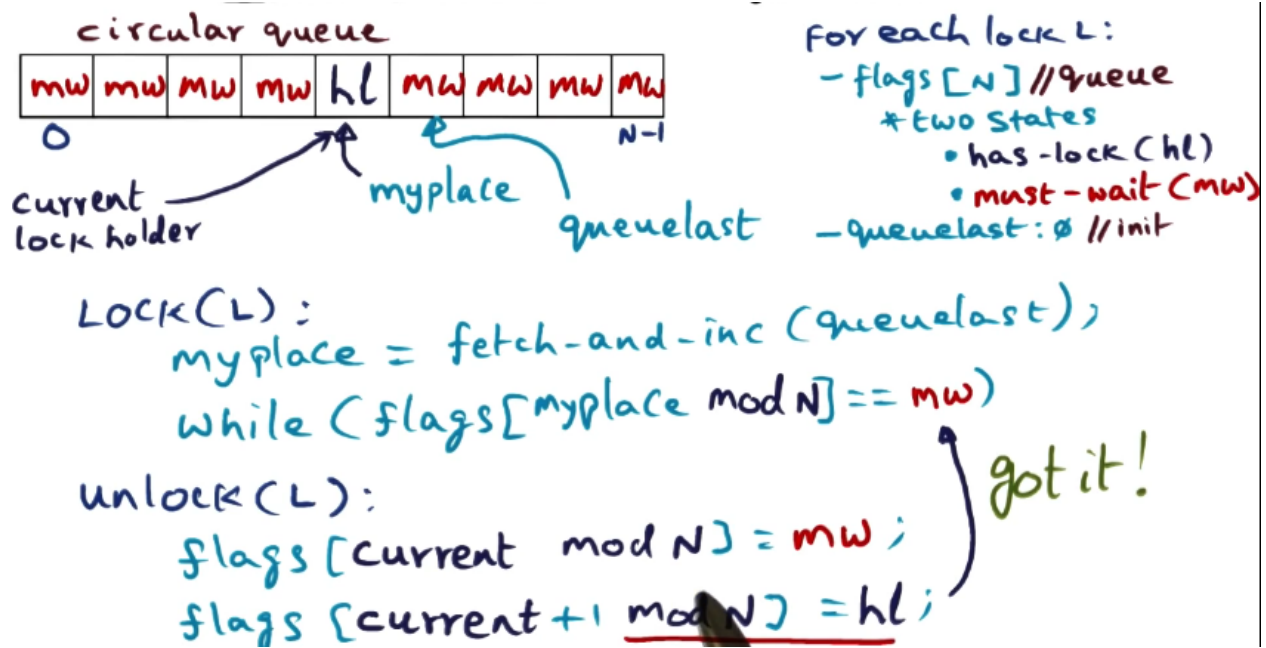 circular queue
mw mw mw mw hl mw mw mw mw
0 N-1
current
lock holder
myplace
queuelast
For each lock L:
- flags [N] //queue
* two states
• has-lock (hl)
• must-wait (mw)
- queuelast: 0 //init
LOCK(L):
myplace = fetch-and-inc (queuelast);
while (flags[myplace mod N] == mw)
unlock(L):
flags [current mod N] = mw;
flags [current +1 mod N] = hl;
got it!